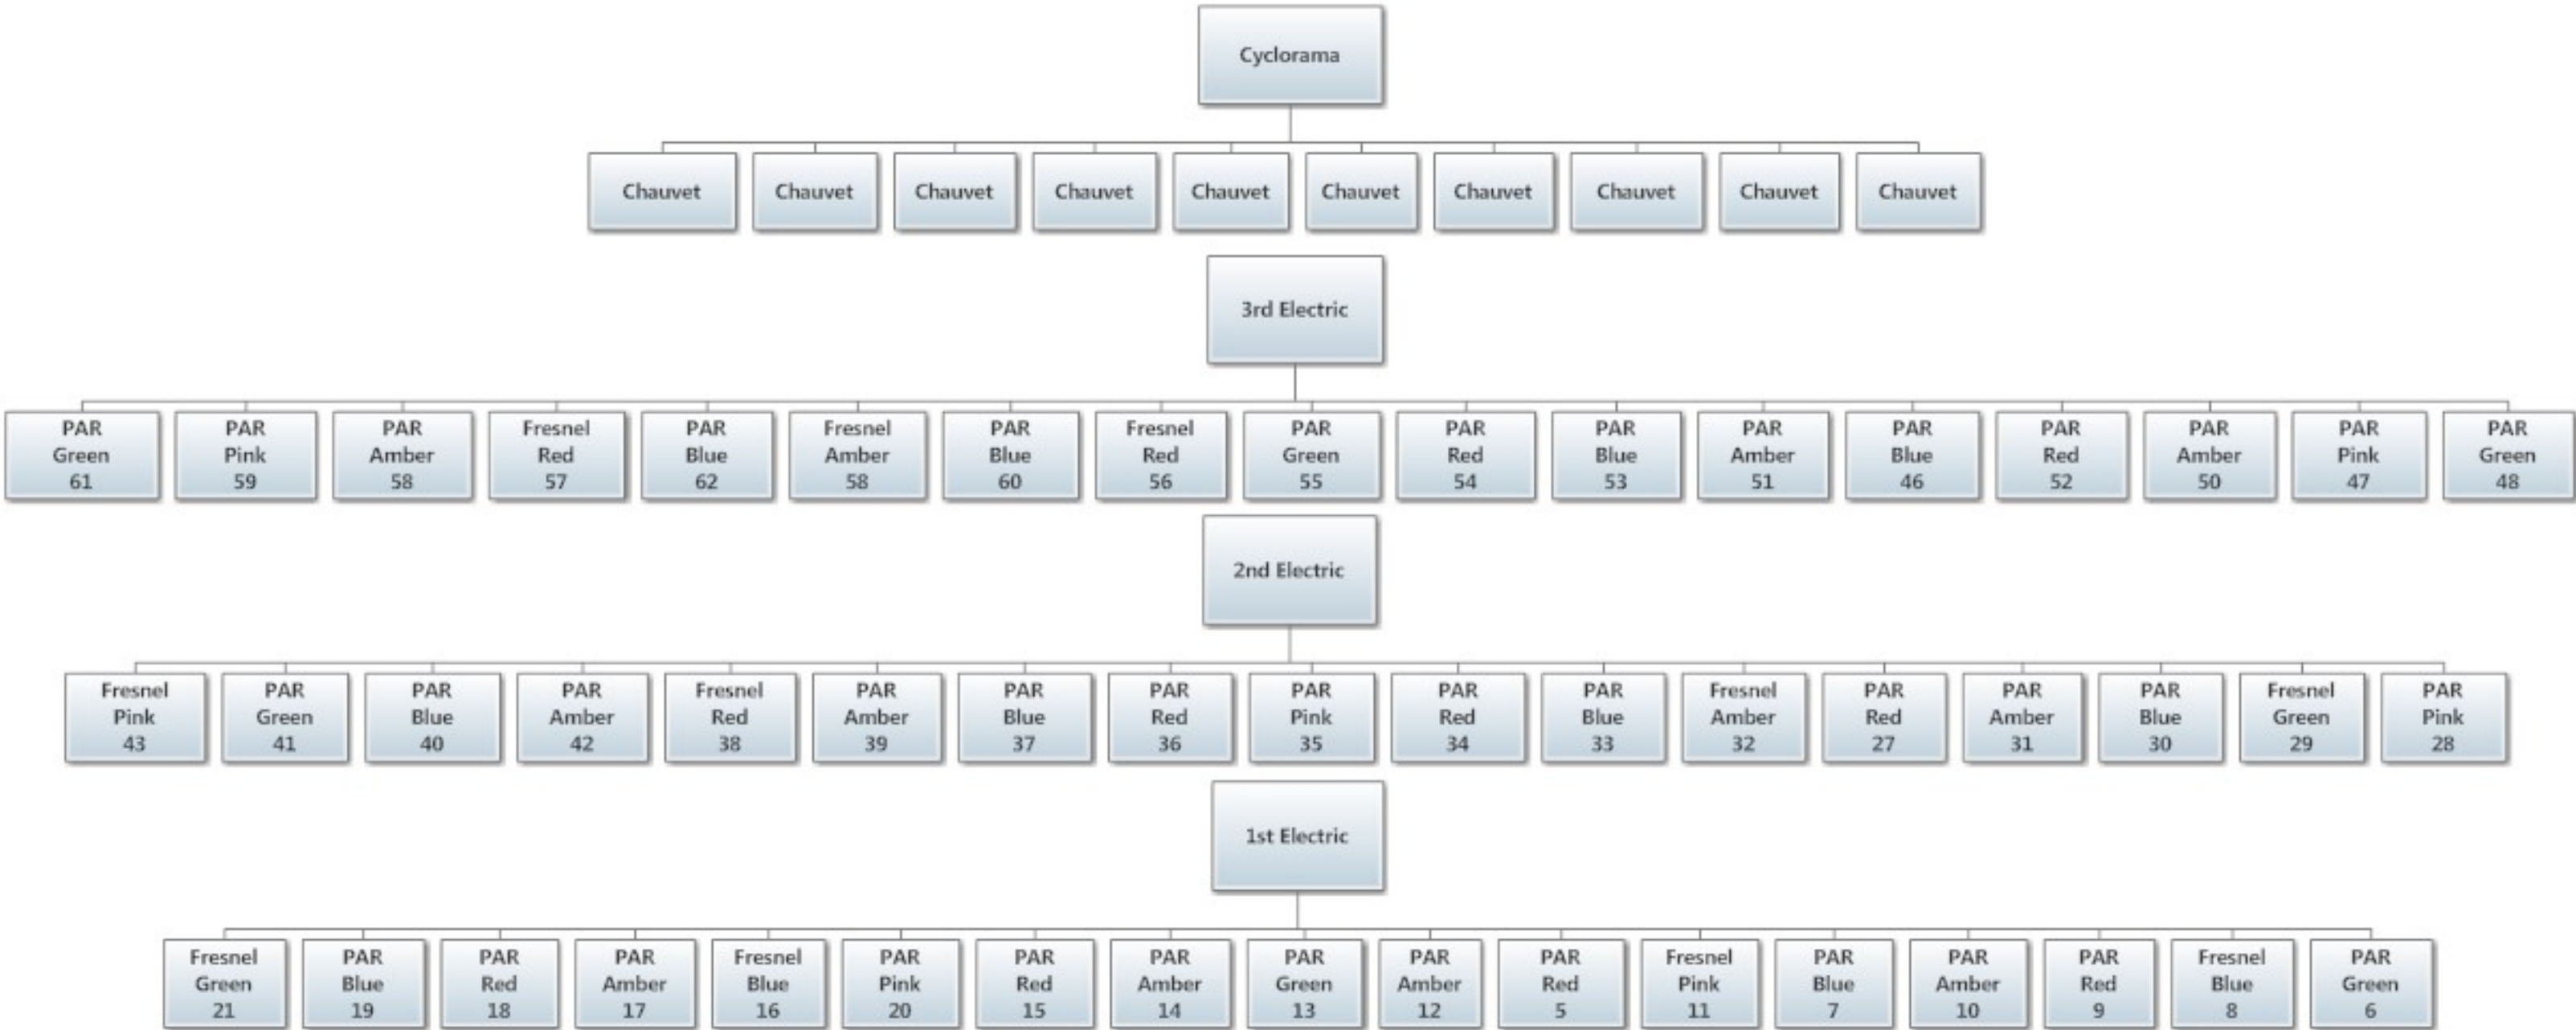 Cyclorama
Chauvet Chauvet Chauvet Chauvet Chauvet Chauvet Chauvet Chauvet Chauvet Chauvet
3rd Electric
PAR PAR PAR Fresnel PAR Fresnel PAR Fresnel PAR PAR PAR PAR PAR PAR PAR PAR PAR
Green Pink Amber Red Blue Amber Blue Red Green Red Blue Amber Blue Red Amber Pink Green
61 59 58 57 62 58 60 56 55 54 53 51 46 52 50 47 48
2nd Electric
Fresnel PAR PAR PAR Fresnel PAR PAR PAR PAR PAR PAR Fresnel PAR PAR PAR Fresnel PAR
Pink Green Blue Amber Red Amber Blue Red Pink Red Blue Amber Red Amber Blue Green Pink
43 41 40 42 38 39 37 36 35 34 33 32 27 31 30 29 28
1st Electric
Fresnel PAR PAR PAR Fresnel PAR PAR PAR PAR PAR PAR Fresnel PAR PAR PAR Fresnel PAR
Green Blue Red Amber Blue Pink Red Amber Green Amber Red Pink Blue Amber Red Blue Green
21 19 18 17 16 20 15 14 13 12 5 11 7 10 9 8 6